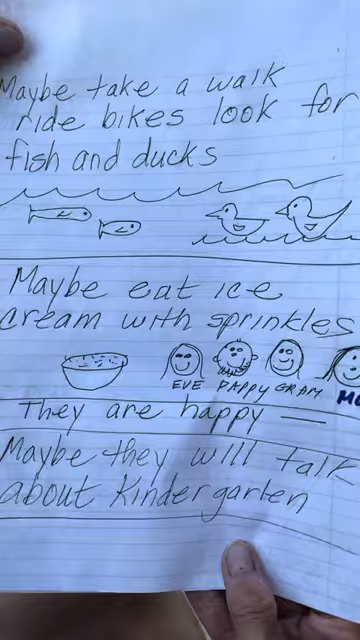 Maybe take a walk
ride bikes look for
fish and ducks
Maybe eat ice
cream with sprinkles
EVE PAPPY GRAM
They are happy
Maybe they will talk
about Kindergarten